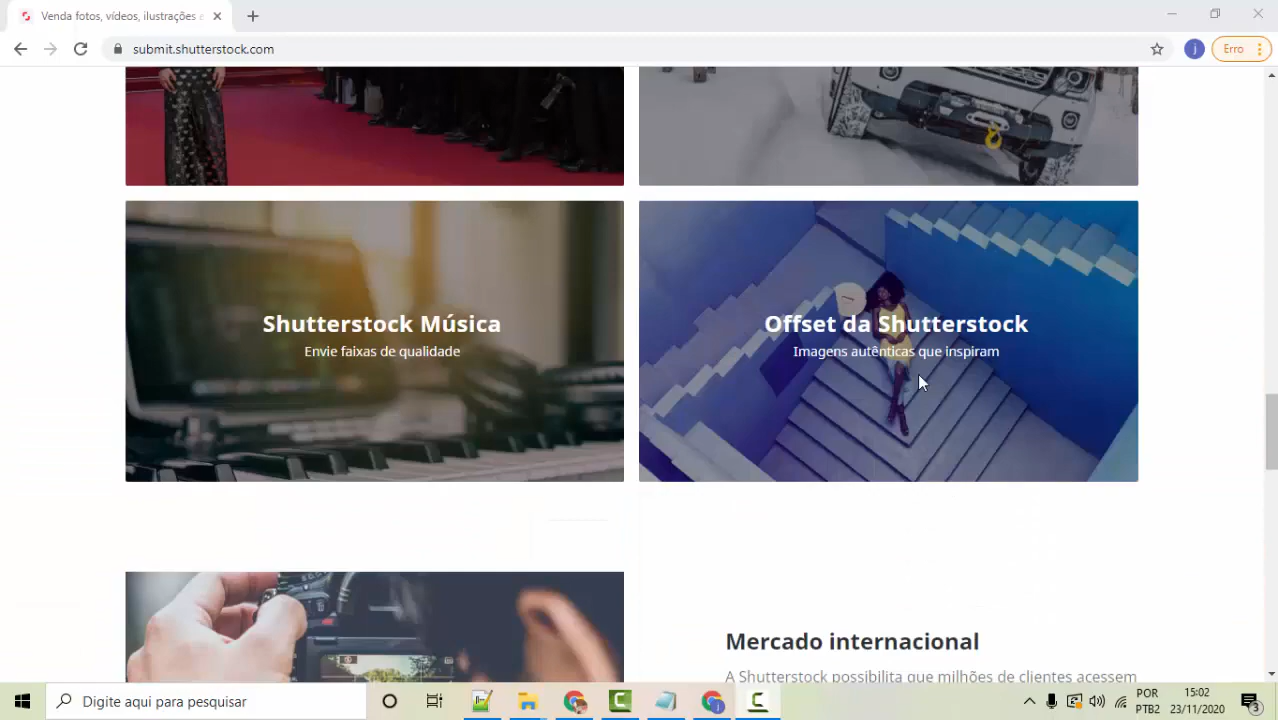 Venda fotos, vídeos, ilustrações
submit.shutterstock.com
j
Erro
Shutterstock Música
Envie faixas de qualidade
Offset da Shutterstock
Imagens autênticas que inspiram
Mercado internacional
A Shutterstock possibilita que milhões de clientes acessem
Digite aqui para pesquisar
POR
PTB2
15:02
23/11/2020
3